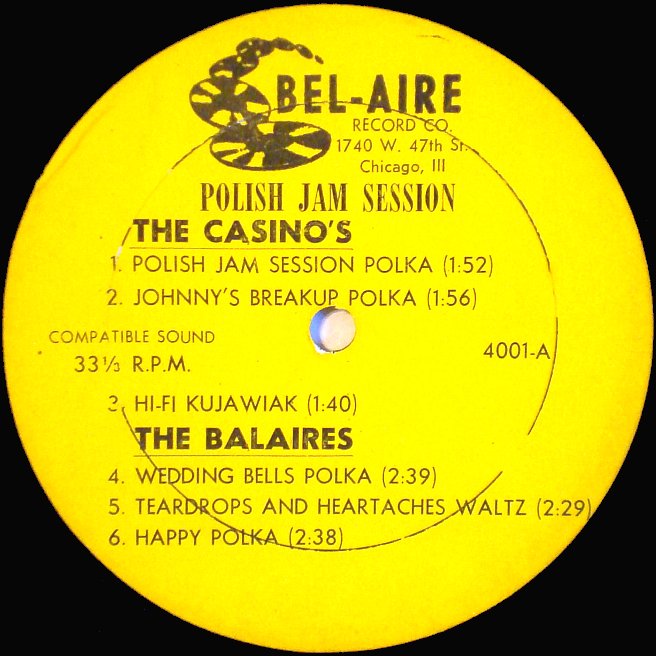 BEL-AIRE
RECORD CO.
1740 W. 47th St.
Chicago, Ill
POLISH JAM SESSION
THE CASINO'S
1. POLISH JAM SESSION POLKA (1:52)
2. JOHNNY'S BREAKUP POLKA (1:56)
COMPATIBLE SOUND
33⅓ R.P.M.
4001-A
3. HI-FI KUJAWIAK (1:40)
THE BALAIRES
4. WEDDING BELLS POLKA (2:39)
5. TEARDROPS AND HEARTACHES WALTZ (2:29)
6. HAPPY POLKA (2:38)